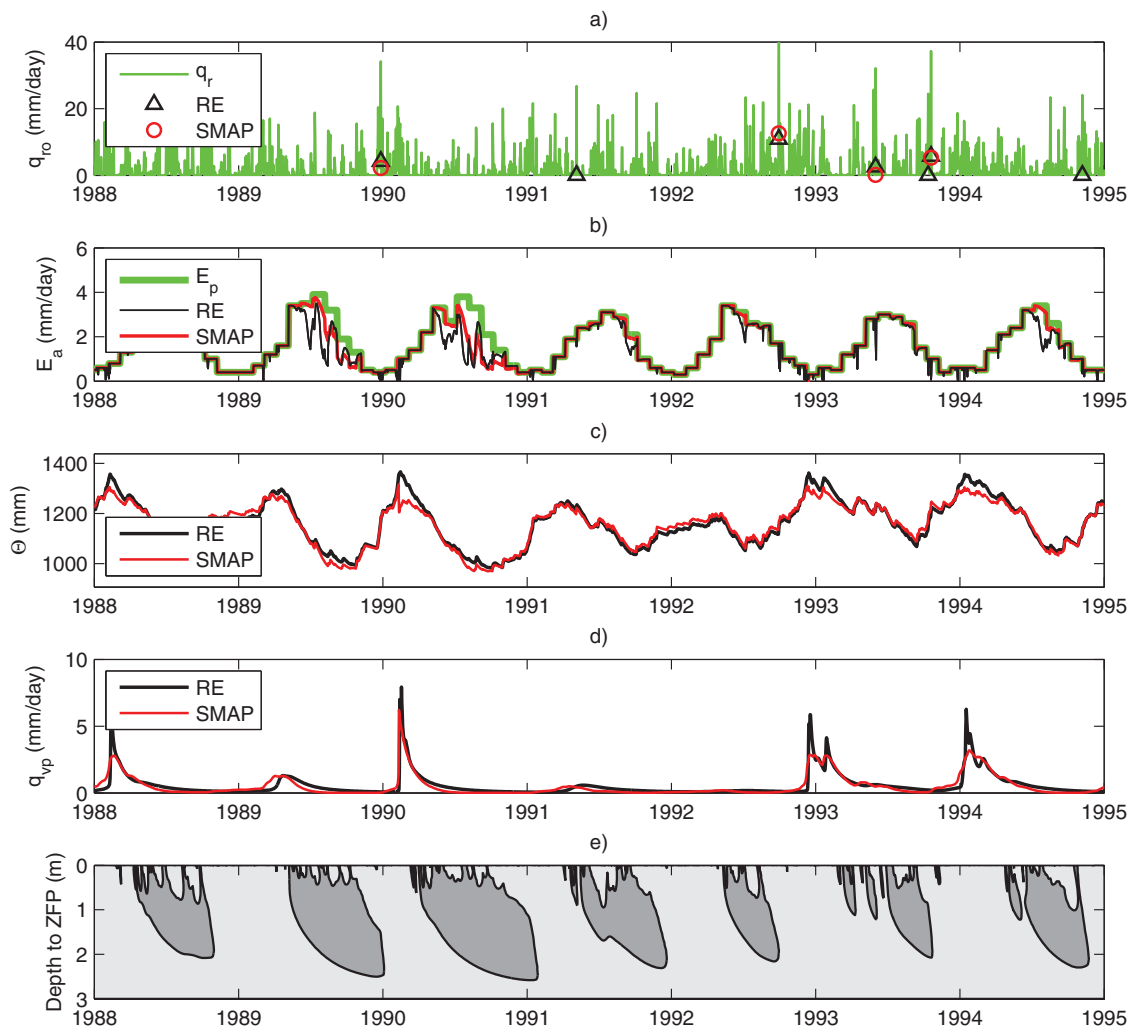 a)
q_ro (mm/day)
40
20
0
q_r
RE
SMAP
1988 1989 1990 1991 1992 1993 1994 1995
b)
E_a (mm/day)
6
4
2
0
E_p
RE
SMAP
1988 1989 1990 1991 1992 1993 1994 1995
c)
Θ (mm)
1400
1200
1000
RE
SMAP
1988 1989 1990 1991 1992 1993 1994 1995
d)
q_vp (mm/day)
10
5
0
RE
SMAP
1988 1989 1990 1991 1992 1993 1994 1995
e)
Depth to ZFP (m)
0
1
2
3
1988 1989 1990 1991 1992 1993 1994 1995